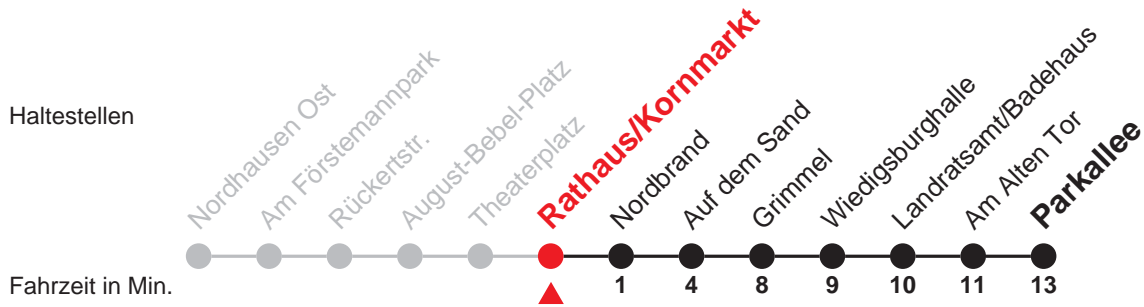 Haltestellen
Nordhausen Ost
Am Förstemannpark
Rückertstr.
August-Bebel-Platz
Theaterplatz
Rathaus/Kornmarkt
Nordbrand
Auf dem Sand
Grimmel
Wiedigsburghalle
Landratsamt/Badehaus
Am Alten Tor
Parkallee
Fahrzeit in Min. 1 4 8 9 10 11 13